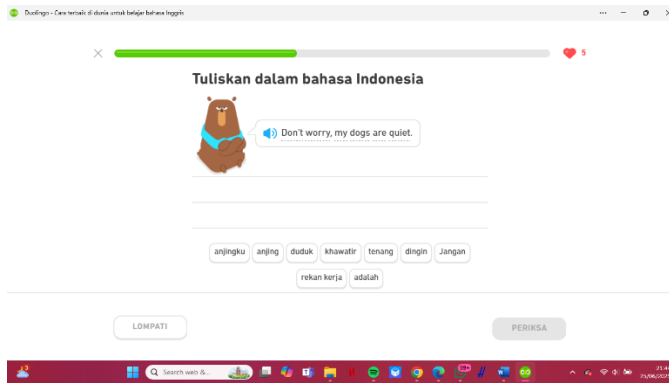 Duolingo - Cara terbaik di dunia untuk belajar bahasa Inggris
5
Tuliskan dalam bahasa Indonesia
Don't worry, my dogs are quiet.
anjingku anjing duduk khawatir tenang dingin Jangan
rekan kerja adalah
LOMPATI PERIKSA
Search web &...